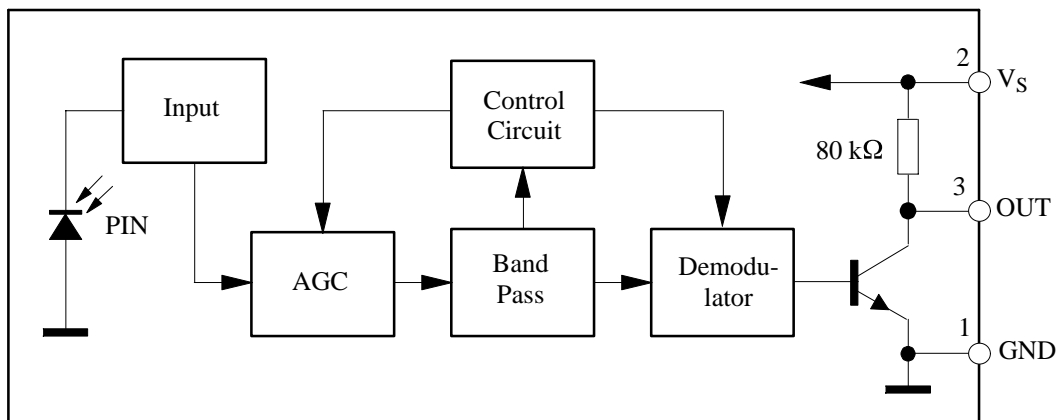 Input
Control
Circuit
2
V_S
80 kΩ
3
OUT
PIN
AGC
Band
Pass
Demodu-
lator
1
GND